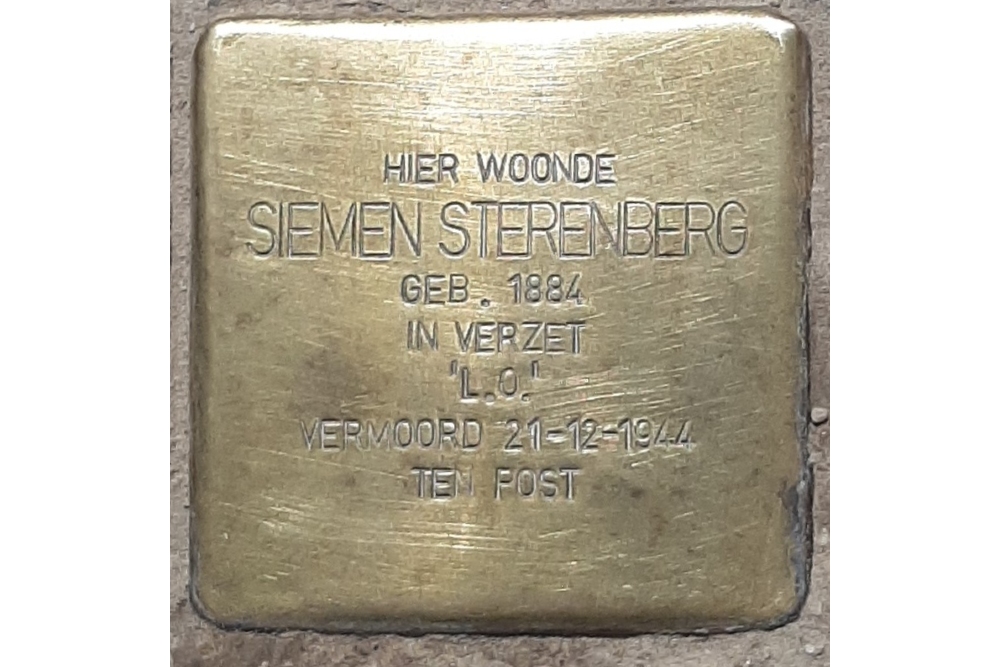 HIER WOONDE
SIEMEN STERENBERG
GEB. 1884
IN VERZET
'L.O.'
VERMOORD 21-12-1944
TEN POST